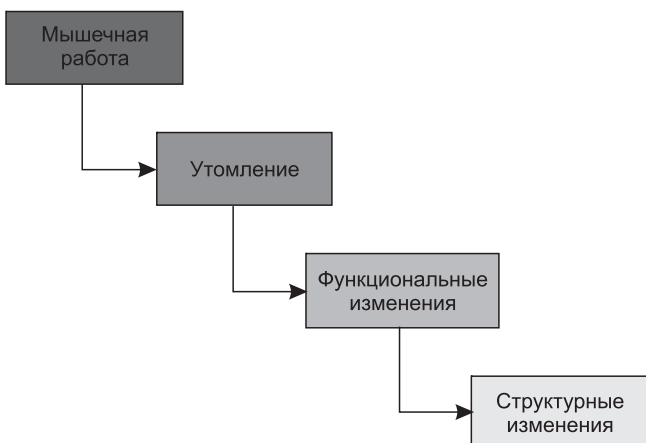 Мышечная
работа
Утомление
Функциональные
изменения
Структурные
изменения